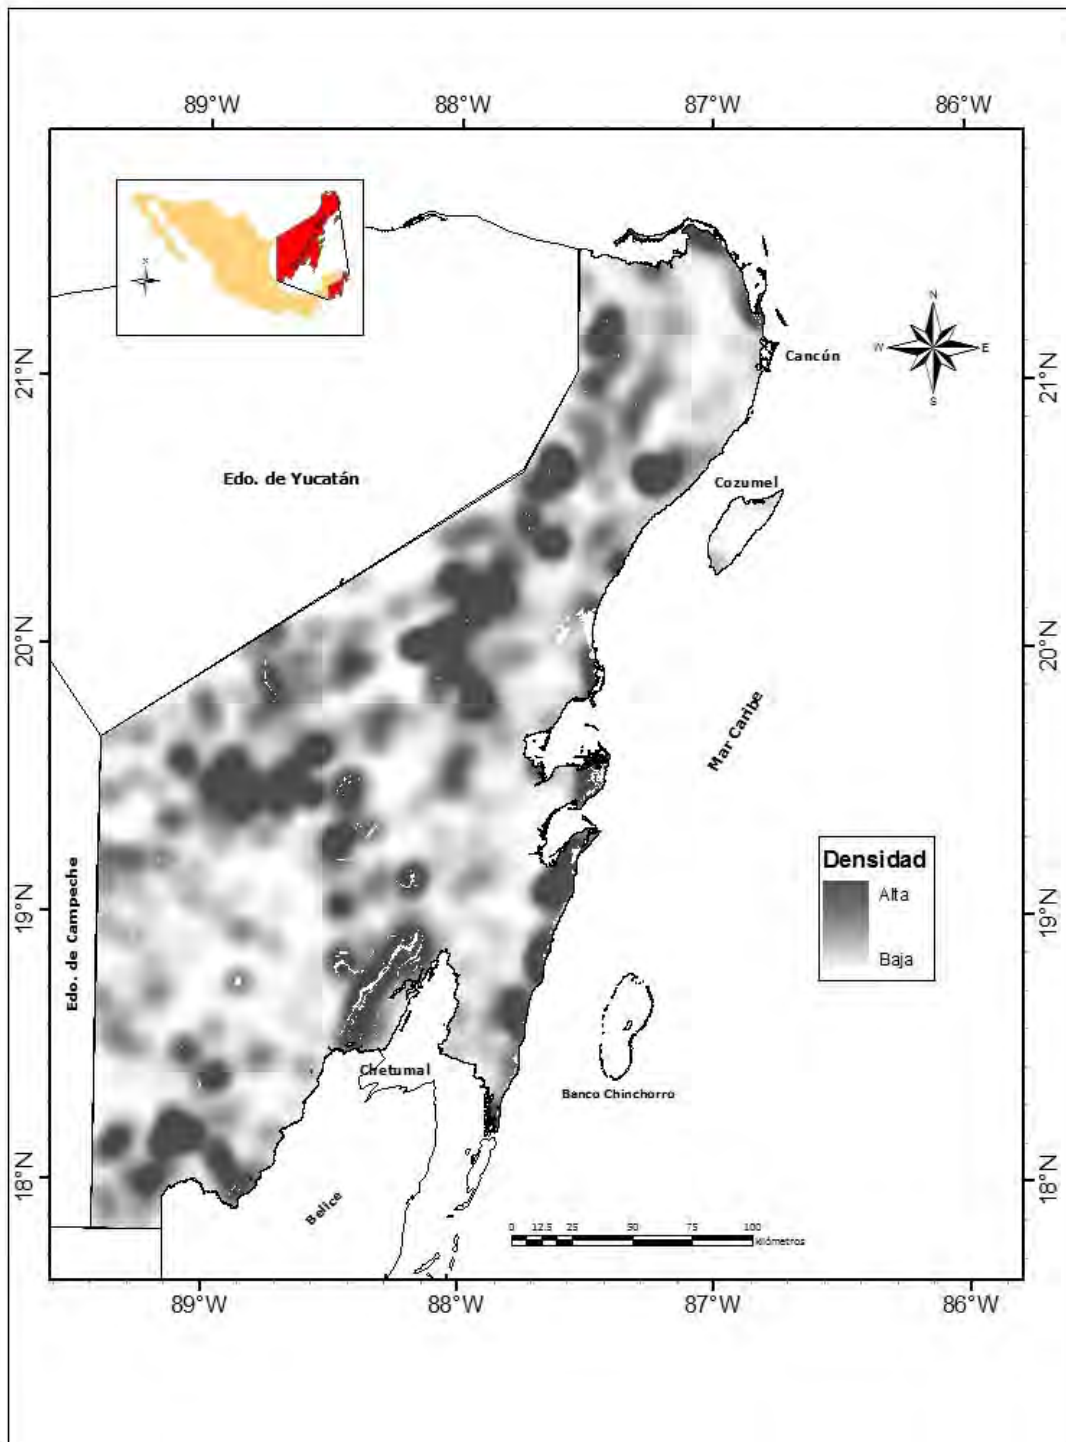 89°W 88°W 87°W 86°W
N
W E
S
Cancún
21°N 21°N
Edo. de Yucatán
Cozumel
20°N 20°N
Mar Caribe
Densidad
Alta
Baja
19°N 19°N
Edo. de Campeche
Chetumal
Banco Chinchorro
18°N 18°N
Belice
0 12.5 25 50 75 100
kilómetros
89°W 88°W 87°W 86°W